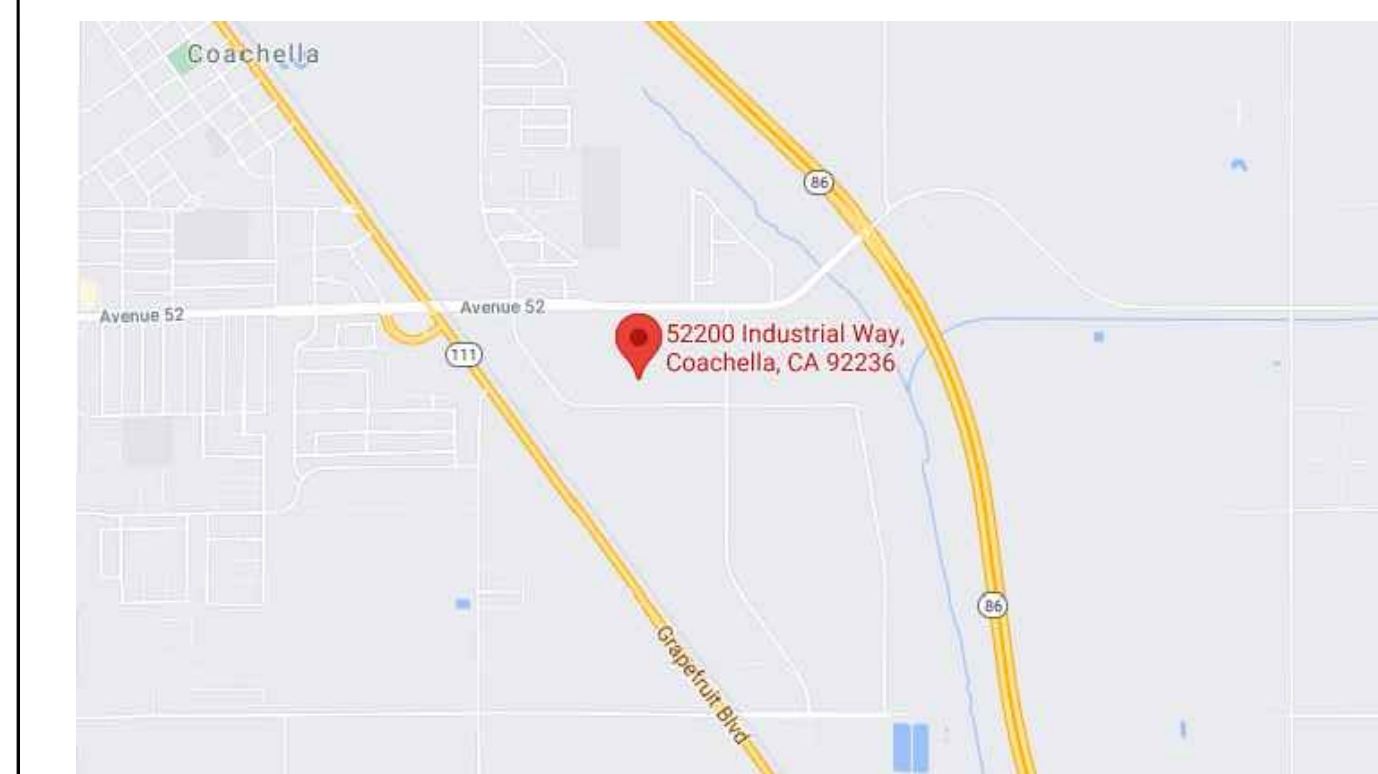 Coachella
86
Avenue 52
Avenue 52
111
52200 Industrial Way,
Coachella, CA 92236
86
Grapefruit Blvd